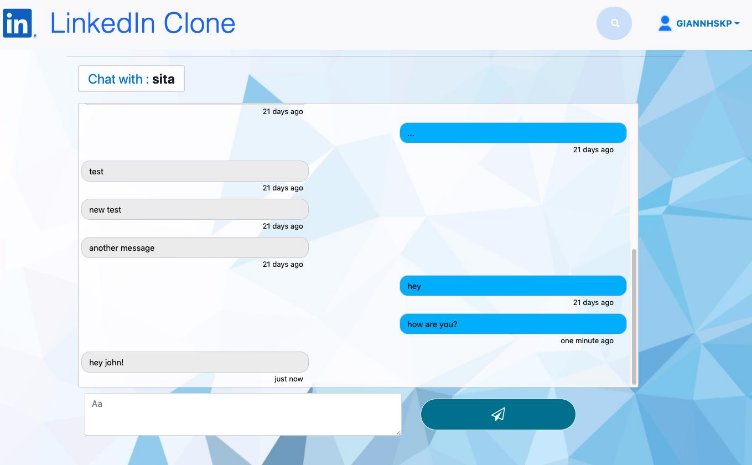 in LinkedIn Clone
GIANNHSKP
Chat with : sita
21 days ago
...
21 days ago
test
21 days ago
new test
21 days ago
another message
21 days ago
hey
21 days ago
how are you?
one minute ago
hey john!
just now
Aa